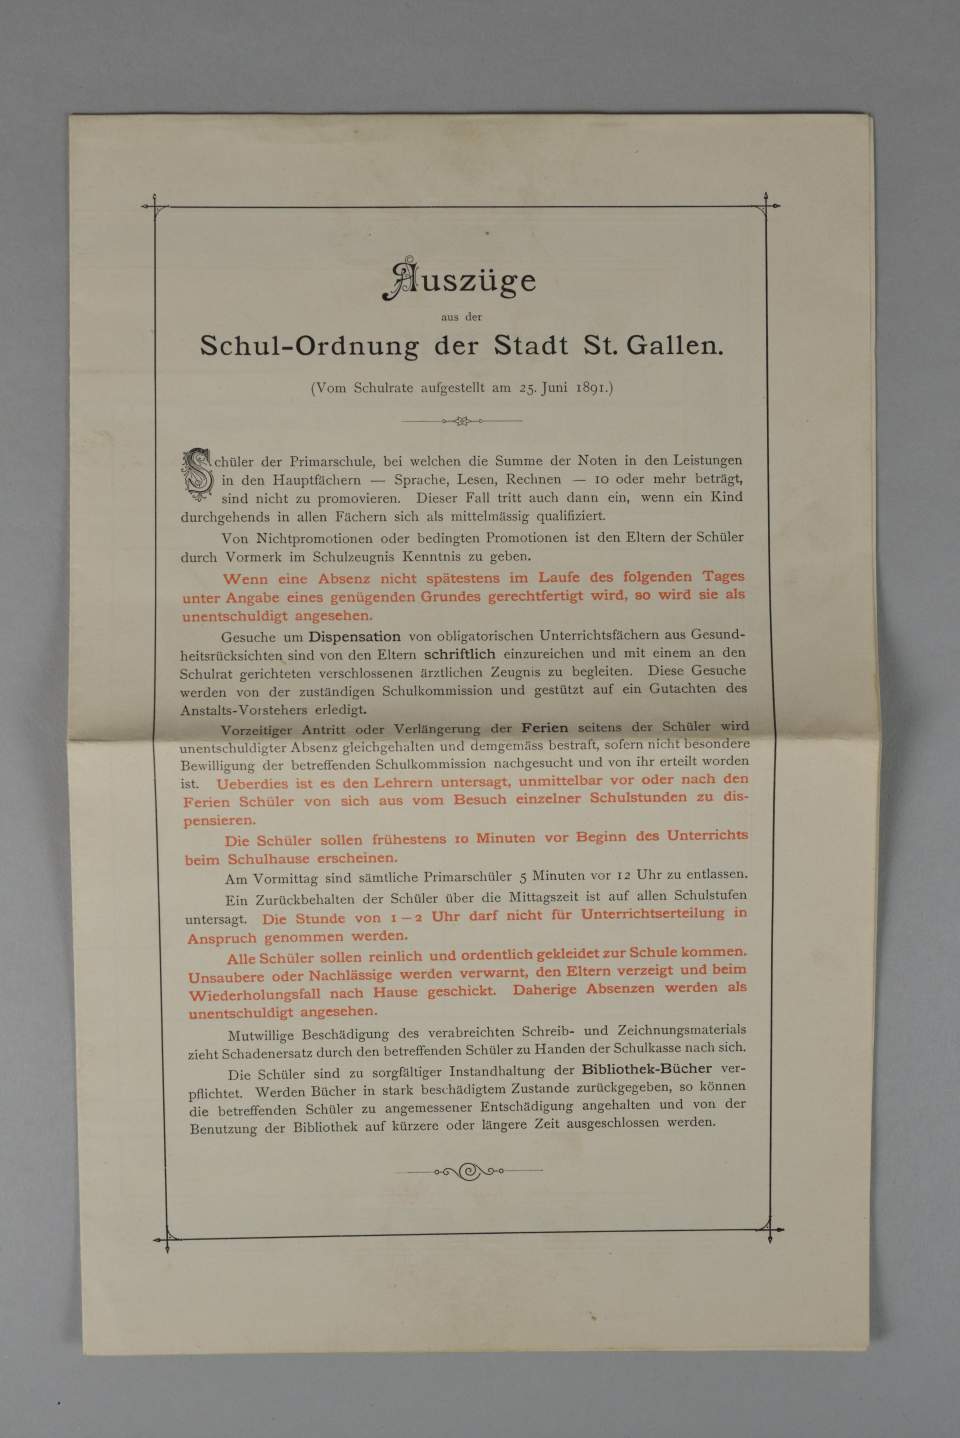 Auszüge
aus der
Schul-Ordnung der Stadt St. Gallen.
(Vom Schulrate aufgestellt am 25. Juni 1891.)
Schüler der Primarschule, bei welchen die Summe der Noten in den Leistungen
in den Hauptfächern — Sprache, Lesen, Rechnen — 10 oder mehr beträgt,
sind nicht zu promovieren. Dieser Fall tritt auch dann ein, wenn ein Kind
durchgehends in allen Fächern sich als mittelmässig qualifiziert.
Von Nichtpromotionen oder bedingten Promotionen ist den Eltern der Schüler
durch Vormerk im Schulzeugnis Kenntnis zu geben.
Wenn eine Absenz nicht spätestens im Laufe des folgenden Tages
unter Angabe eines genügenden Grundes gerechtfertigt wird, so wird sie als
unentschuldigt angesehen.
Gesuche um Dispensation von obligatorischen Unterrichtsfächern aus Gesund-
heitsrücksichten sind von den Eltern schriftlich einzureichen und mit einem an den
Schulrat gerichteten verschlossenen ärztlichen Zeugnis zu begleiten. Diese Gesuche
werden von der zuständigen Schulkommission und gestützt auf ein Gutachten des
Anstalts-Vorstehers erledigt.
Vorzeitiger Antritt oder Verlängerung der Ferien seitens der Schüler wird
unentschuldigter Absenz gleichgehalten und demgemäss bestraft, sofern nicht besondere
Bewilligung der betreffenden Schulkommission nachgesucht und von ihr erteilt worden
ist. Ueberdies ist es den Lehrern untersagt, unmittelbar vor oder nach den
Ferien Schüler von sich aus vom Besuch einzelner Schulstunden zu dis-
pensieren.
Die Schüler sollen frühestens 10 Minuten vor Beginn des Unterrichts
beim Schulhause erscheinen.
Am Vormittag sind sämtliche Primarschüler 5 Minuten vor 12 Uhr zu entlassen.
Ein Zurückbehalten der Schüler über die Mittagszeit ist auf allen Schulstufen
untersagt. Die Stunde von 1 — 2 Uhr darf nicht für Unterrichtserteilung in
Anspruch genommen werden.
Alle Schüler sollen reinlich und ordentlich gekleidet zur Schule kommen.
Unsaubere oder Nachlässige werden verwarnt, den Eltern verzeigt und beim
Wiederholungsfall nach Hause geschickt. Daherige Absenzen werden als
unentschuldigt angesehen.
Mutwillige Beschädigung des verabreichten Schreib- und Zeichnungsmaterials
zieht Schadenersatz durch den betreffenden Schüler zu Handen der Schulkasse nach sich.
Die Schüler sind zu sorgfältiger Instandhaltung der Bibliothek-Bücher ver-
pflichtet. Werden Bücher in stark beschädigtem Zustande zurückgegeben, so können
die betreffenden Schüler zu angemessener Entschädigung angehalten und von der
Benutzung der Bibliothek auf kürzere oder längere Zeit ausgeschlossen werden.